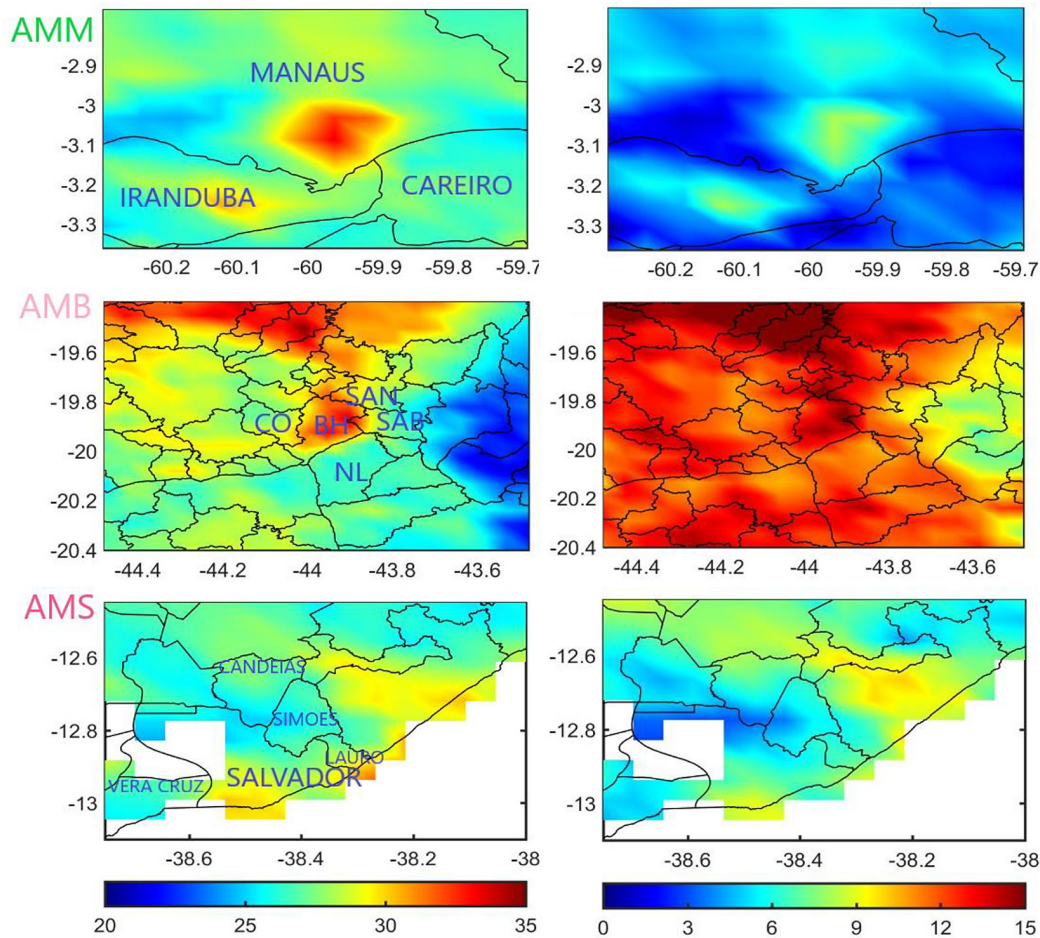 AMM
-2.9
-3
-3.1
-3.2
-3.3
MANAUS
IRANDUBA
CAREIRO
-60.2 -60.1 -60 -59.9 -59.8 -59.7
-2.9
-3
-3.1
-3.2
-3.3
-60.2 -60.1 -60 -59.9 -59.8 -59.7
AMB
-19.6
-19.8
-20
-20.2
-20.4
SAN
CO BH SAB
NL
-44.4 -44.2 -44 -43.8 -43.6
-19.6
-19.8
-20
-20.2
-20.4
-44.4 -44.2 -44 -43.8 -43.6
AMS
-12.6
-12.8
-13
CANDEIAS
SIMOES
LAURO
SALVADOR
VERA CRUZ
-38.6 -38.4 -38.2 -38
-12.6
-12.8
-13
-38.6 -38.4 -38.2 -38
20 25 30 35
0 3 6 9 12 15